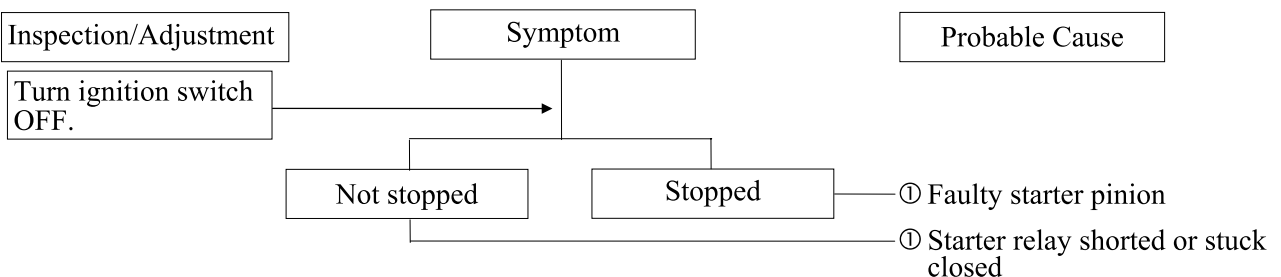 Inspection/Adjustment
Symptom
Probable Cause
Turn ignition switch
OFF.
Not stopped
Stopped
① Faulty starter pinion
① Starter relay shorted or stuck
closed